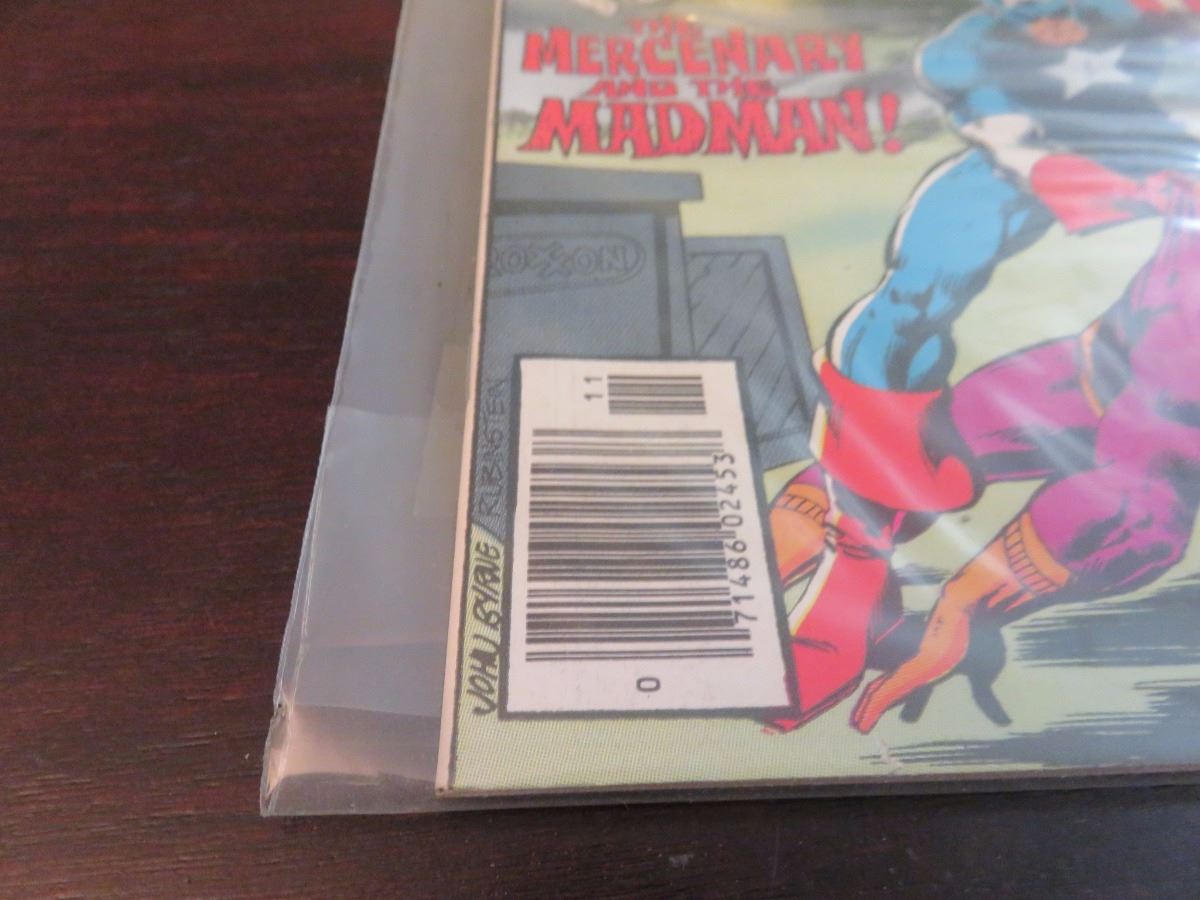 THE
MERCENARY
AND THE
MADMAN!
ROXXON
11
71486 02453
0
JOHN BYRNE/RUBINSTEIN